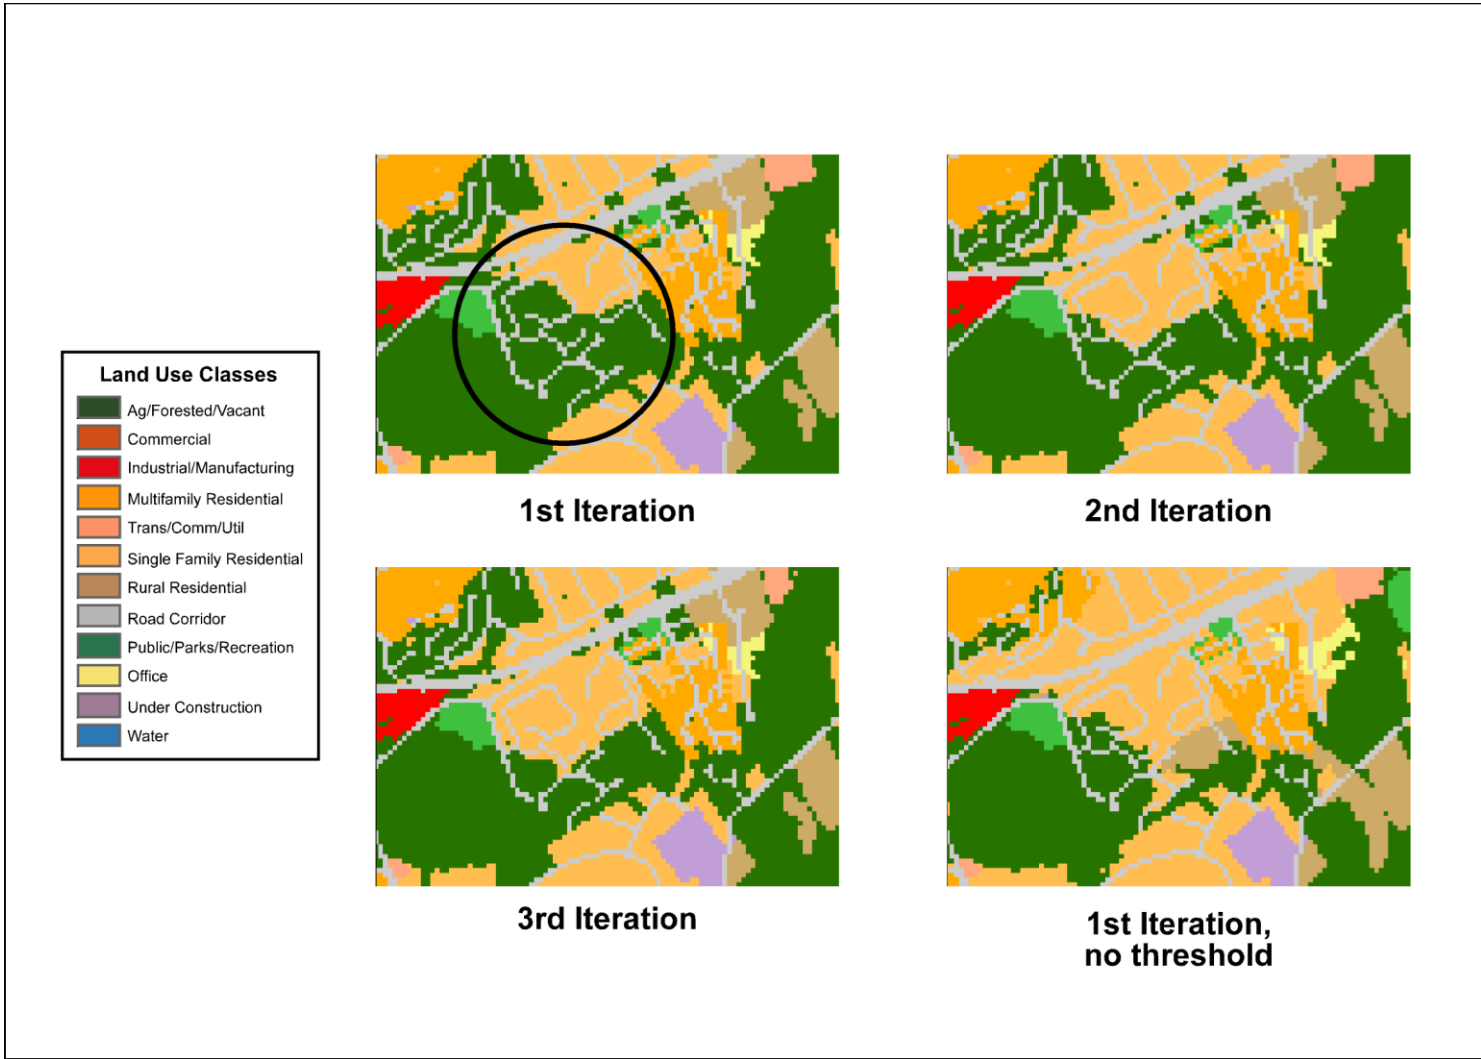 1st Iteration
2nd Iteration
Land Use Classes
Ag/Forested/Vacant
Commercial
Industrial/Manufacturing
Multifamily Residential
Trans/Comm/Util
Single Family Residential
Rural Residential
Road Corridor
Public/Parks/Recreation
Office
Under Construction
Water
3rd Iteration
1st Iteration,
no threshold